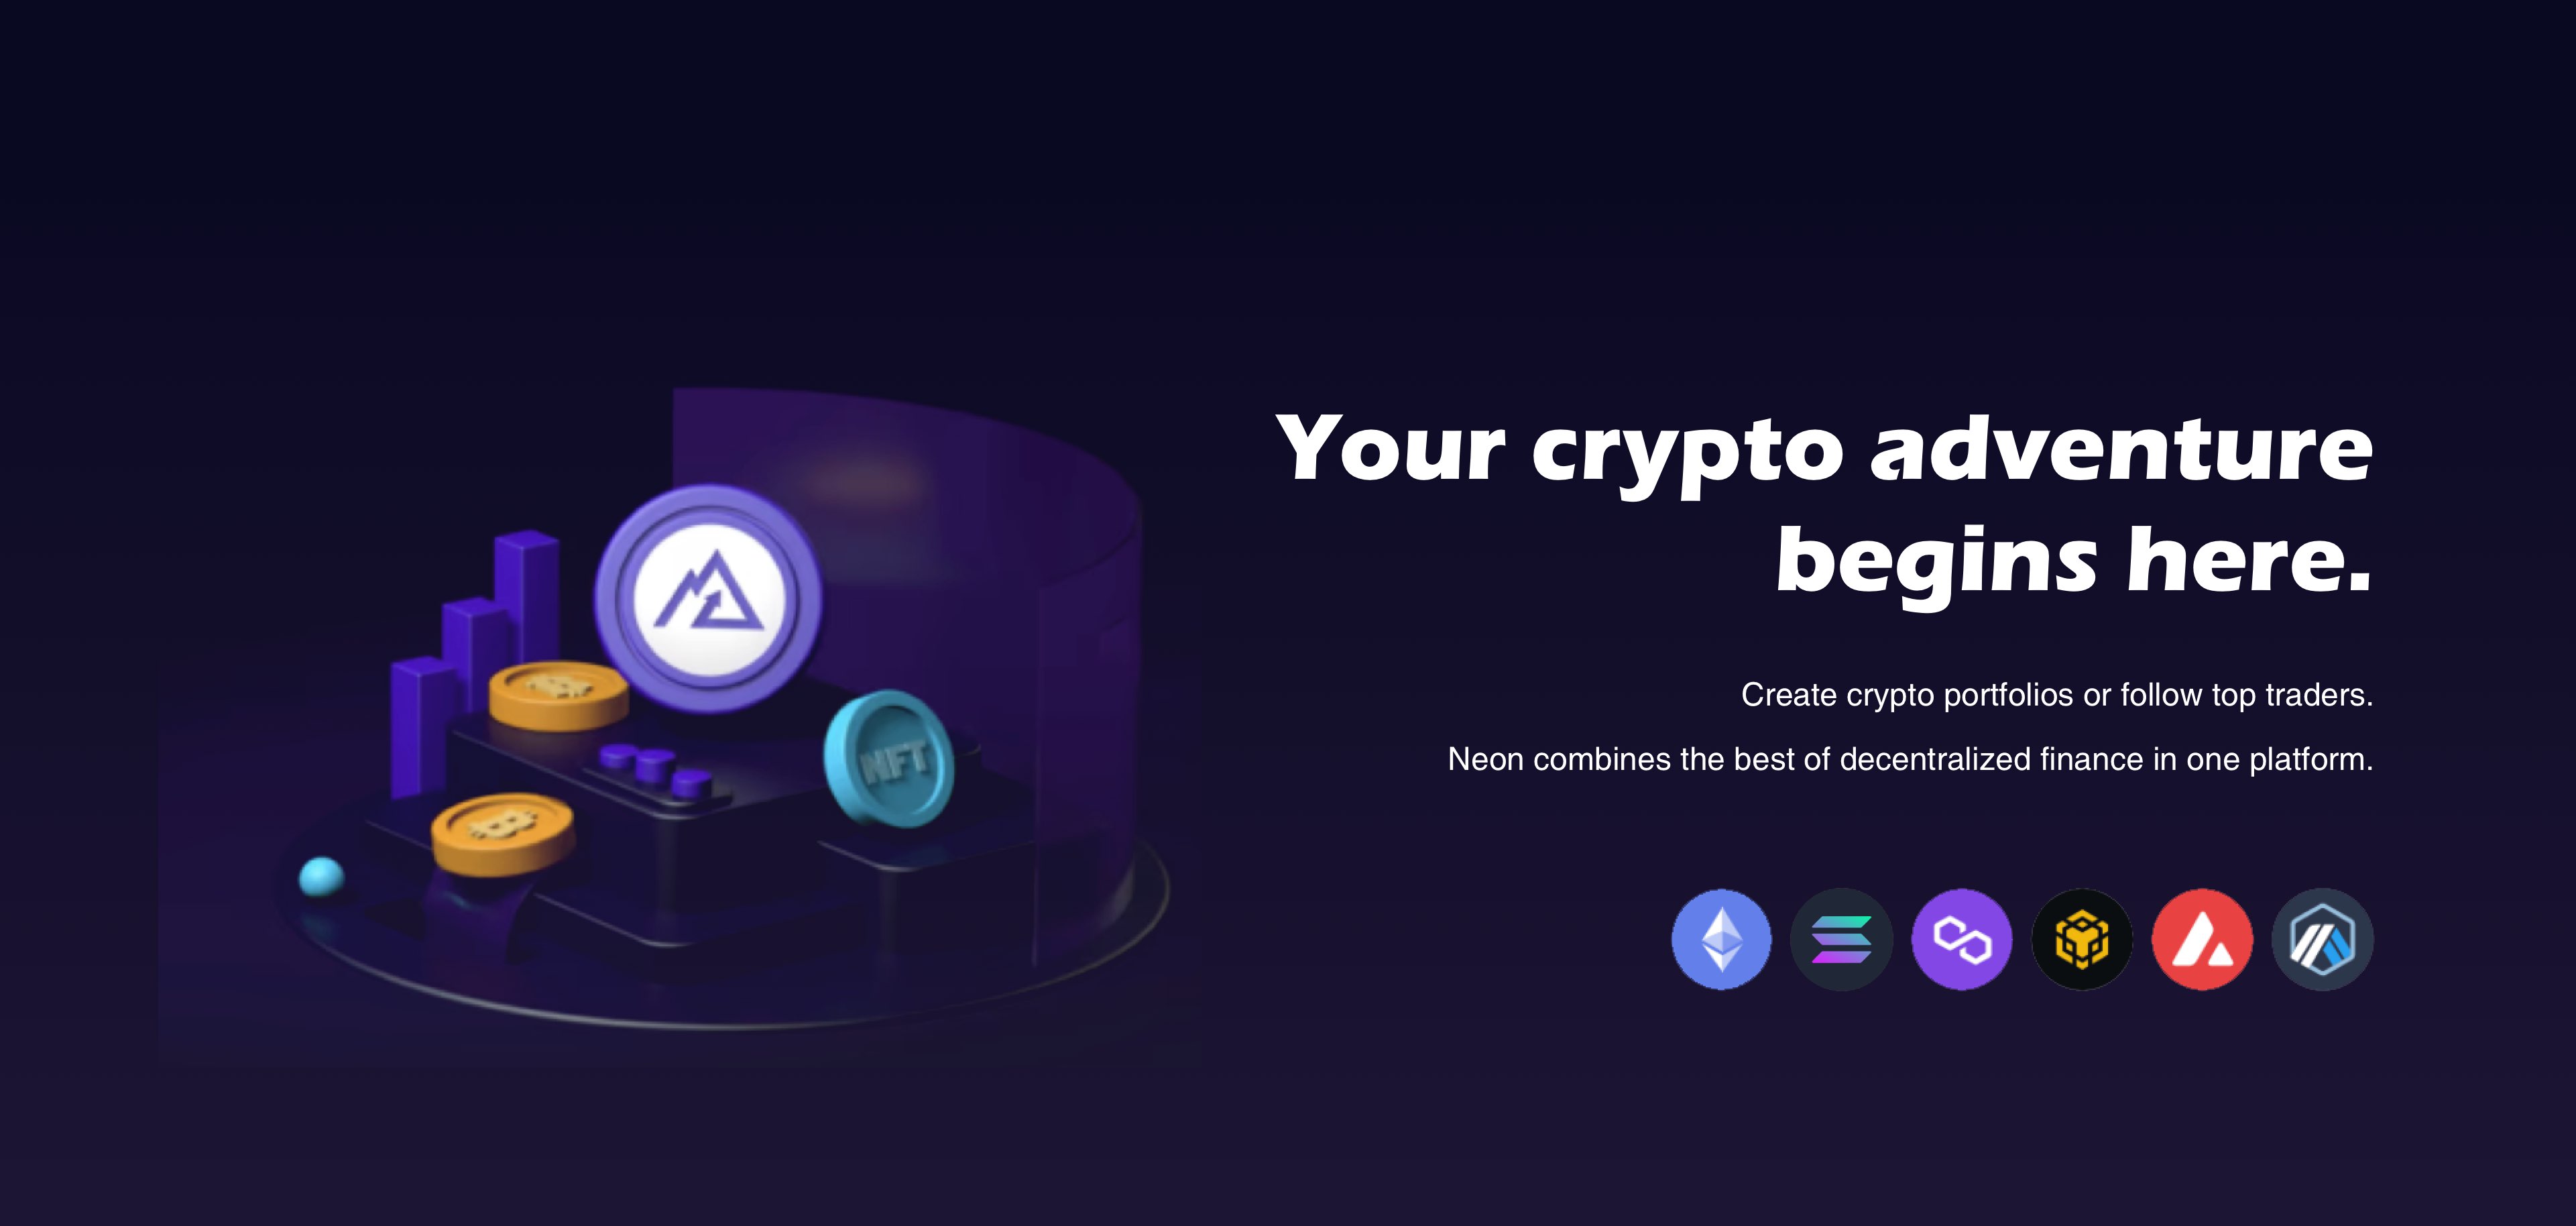 Your crypto adventure
begins here.
Create crypto portfolios or follow top traders.
Neon combines the best of decentralized finance in one platform.
NFT